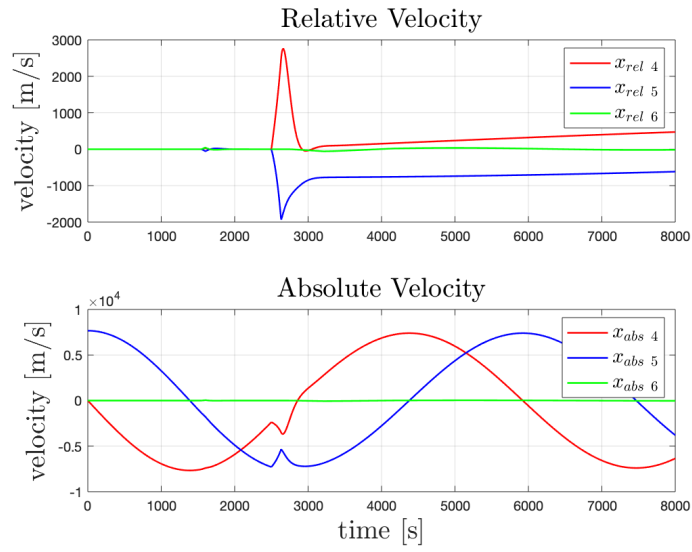 Relative Velocity
velocity [m/s]
3000
2000
1000
0
-1000
-2000
0 1000 2000 3000 4000 5000 6000 7000 8000
x_rel 4
x_rel 5
x_rel 6
Absolute Velocity
×10^4
velocity [m/s]
1
0.5
0
-0.5
-1
0 1000 2000 3000 4000 5000 6000 7000 8000
x_abs 4
x_abs 5
x_abs 6
time [s]